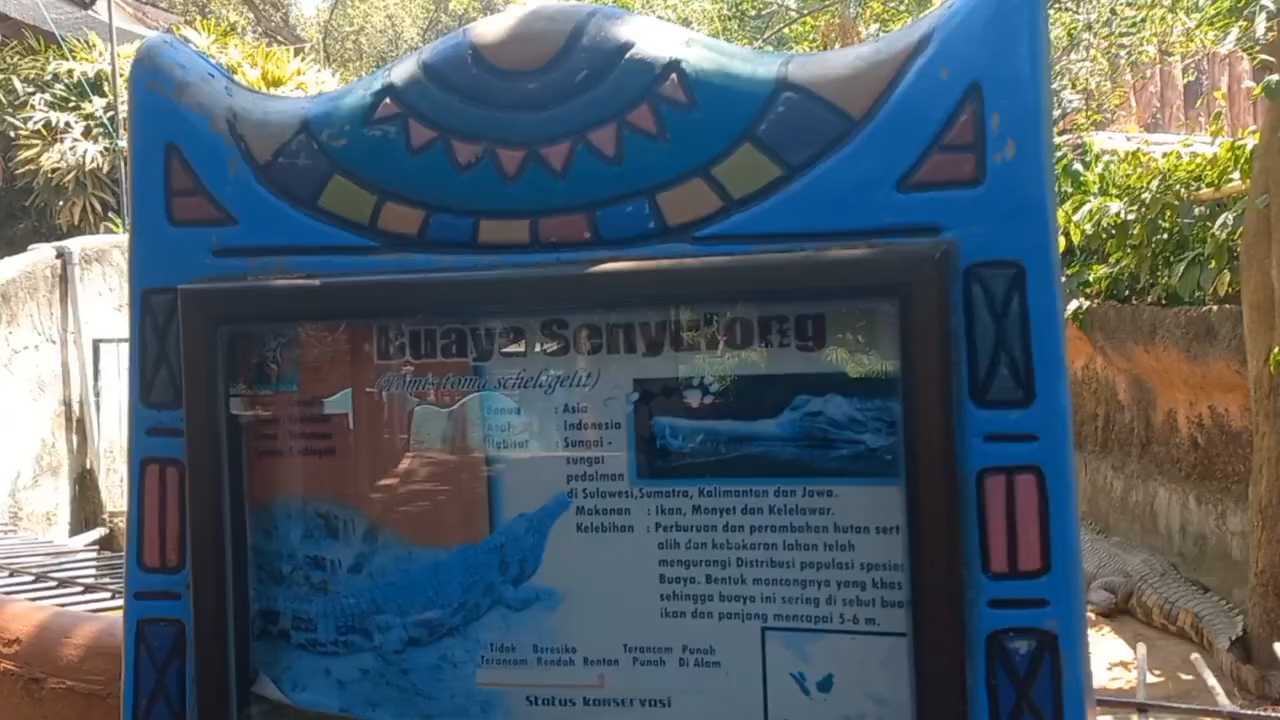 Buaya Senyulong
(Tomistoma schelegelit)
Benua : Asia
Asal : Indonesia
Habitat : Sungai -
sungai
pedalman
di Sulawesi,Sumatra, Kalimantan dan Jawa.
Makanan : Ikan, Monyet dan Kelelawar.
Kelebihan : Perburuan dan perambahan hutan sert
alih dan kebakaran lahan telah
mengurangi Distribusi populasi spesies
Buaya. Bentuk moncongnya yang khas
sehingga buaya ini sering di sebut bua
ikan dan panjang mencapai 5-6 m.
Tidak Beresiko Terancam Punah
Terancam Rendah Rentan Punah Di Alam
Status konservasi